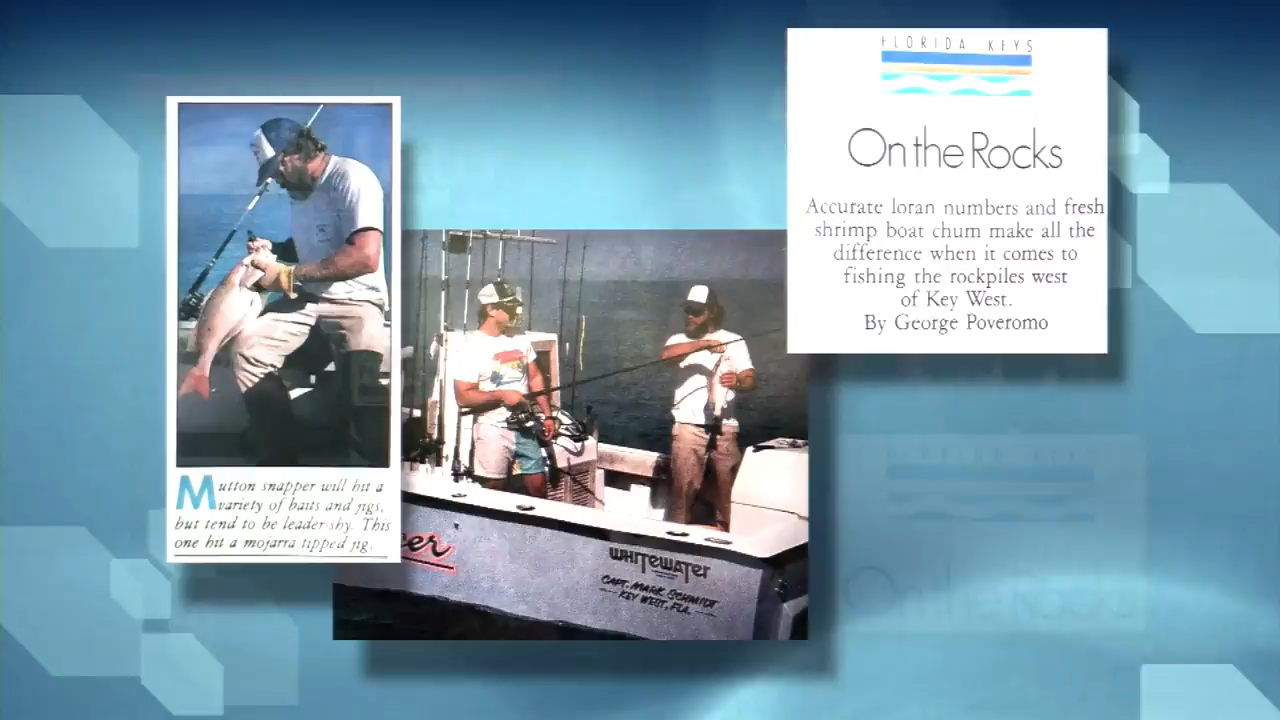 FLORIDA KEYS
On the Rocks
Accurate loran numbers and fresh
shrimp boat chum make all the
difference when it comes to
fishing the rockpiles west
of Key West.
By George Poveromo
Mutton snapper will hit a
variety of baits and jigs,
but tend to be leader shy. This
one hit a mojarra tipped jig.
er
WHITEWATER
CAPT. MARK SCHMIDT
KEY WEST, FLA.